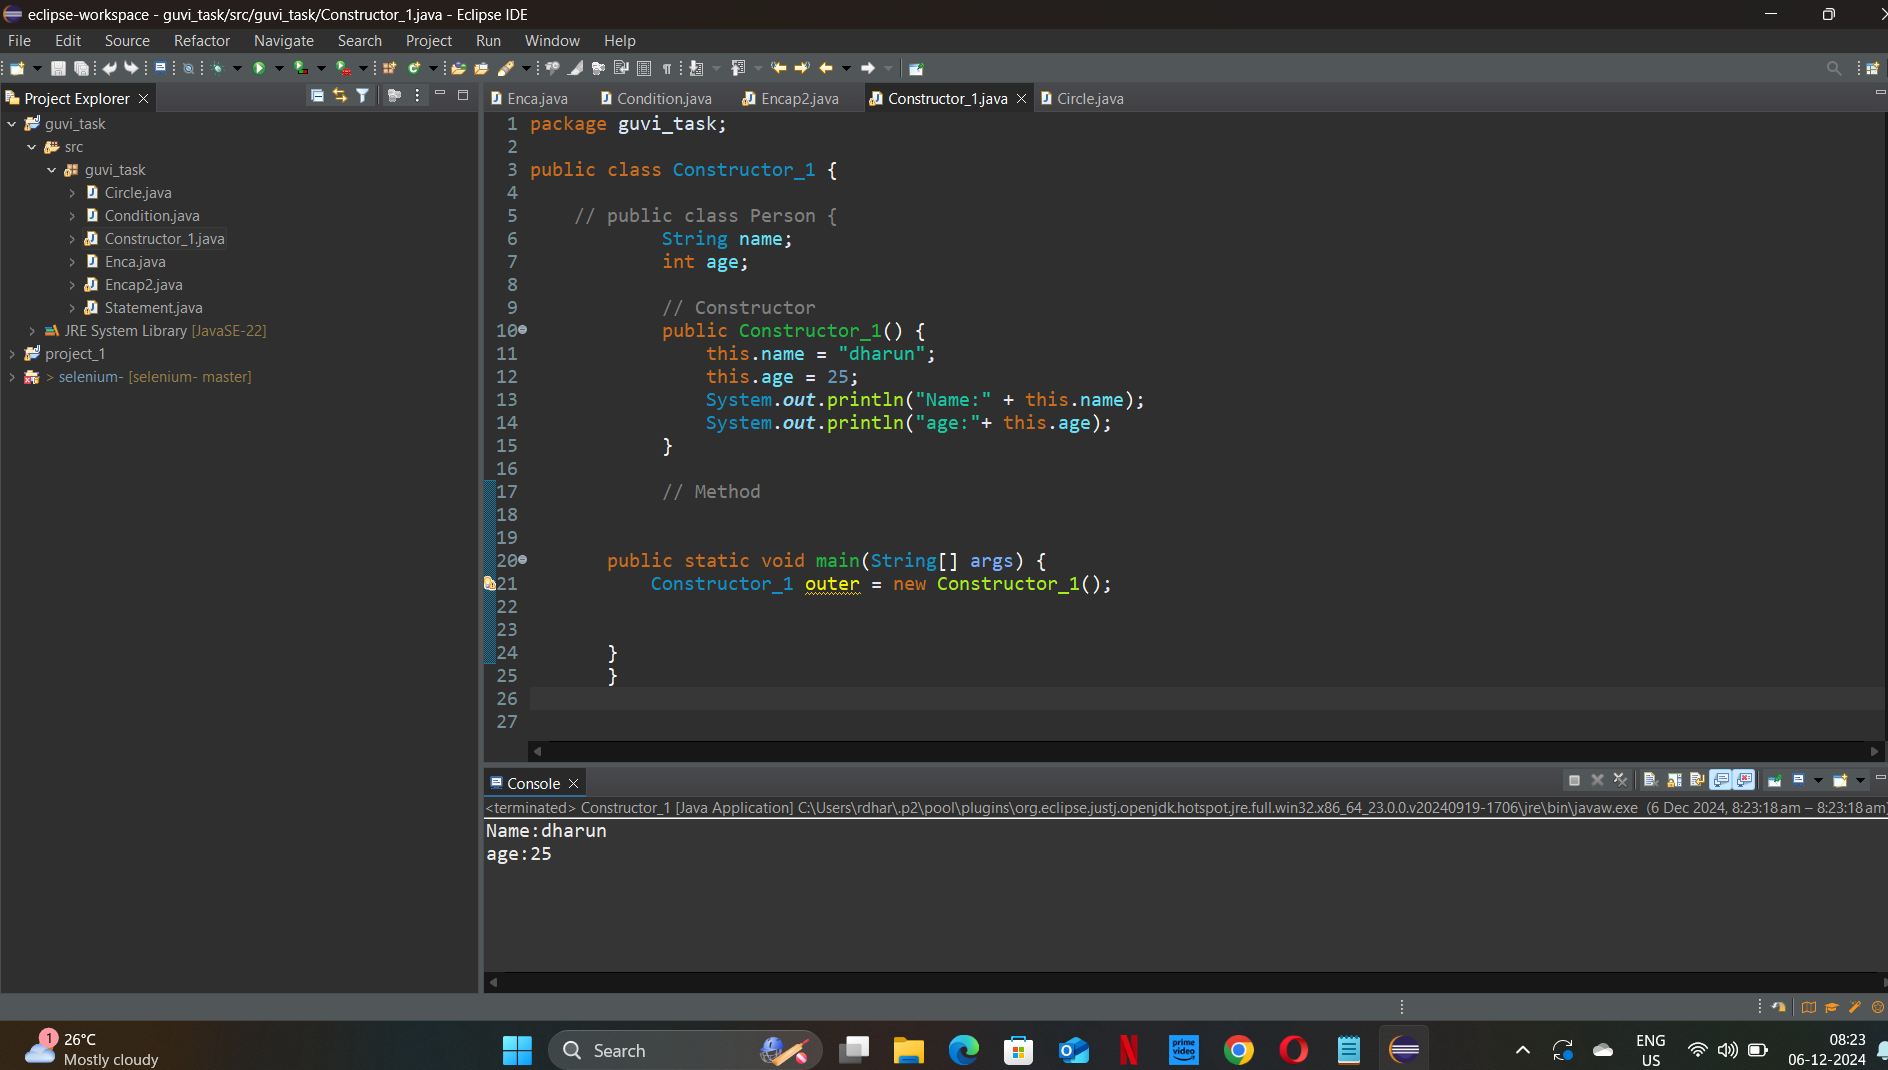 eclipse-workspace - guvi_task/src/guvi_task/Constructor_1.java - Eclipse IDE
File Edit Source Refactor Navigate Search Project Run Window Help
Project Explorer
guvi_task
src
guvi_task
Circle.java
Condition.java
Constructor_1.java
Enca.java
Encap2.java
Statement.java
JRE System Library [JavaSE-22]
project_1
> selenium- [selenium- master]
Enca.java Condition.java Encap2.java Constructor_1.java Circle.java
1 package guvi_task;
2
3 public class Constructor_1 {
4
5 // public class Person {
6 String name;
7 int age;
8
9 // Constructor
10 public Constructor_1() {
11 this.name = "dharun";
12 this.age = 25;
13 System.out.println("Name:" + this.name);
14 System.out.println("age:"+ this.age);
15 }
16
17 // Method
18
19
20 public static void main(String[] args) {
21 Constructor_1 outer = new Constructor_1();
22
23
24 }
25 }
26
27
Console
<terminated> Constructor_1 [Java Application] C:\Users\rdhar\.p2\pool\plugins\org.eclipse.justj.openjdk.hotspot.jre.full.win32.x86_64_23.0.0.v20240919-1706\jre\bin\javaw.exe (6 Dec 2024, 8:23:18 am – 8:23:18 am)
Name:dharun
age:25
1
26°C
Mostly cloudy
Search
prime video
ENG
US
08:23
06-12-2024